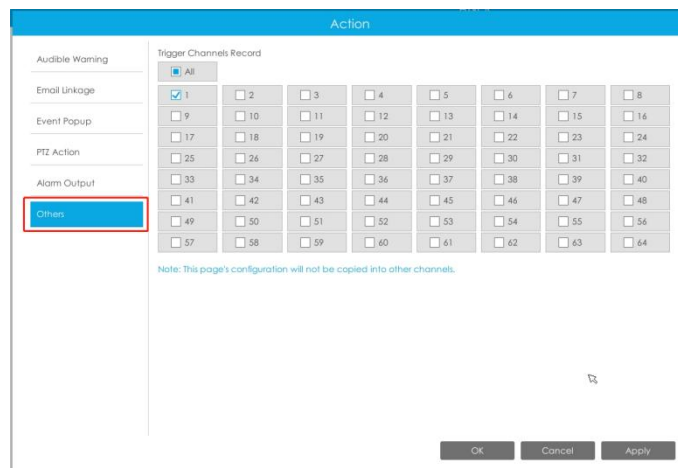 Action
Audible Warning
Email Linkage
Event Popup
PTZ Action
Alarm Output
Others
Trigger Channels Record
All
1 2 3 4 5 6 7 8
9 10 11 12 13 14 15 16
17 18 19 20 21 22 23 24
25 26 27 28 29 30 31 32
33 34 35 36 37 38 39 40
41 42 43 44 45 46 47 48
49 50 51 52 53 54 55 56
57 58 59 60 61 62 63 64
Note: This page's configuration will not be copied into other channels.
OK Cancel Apply